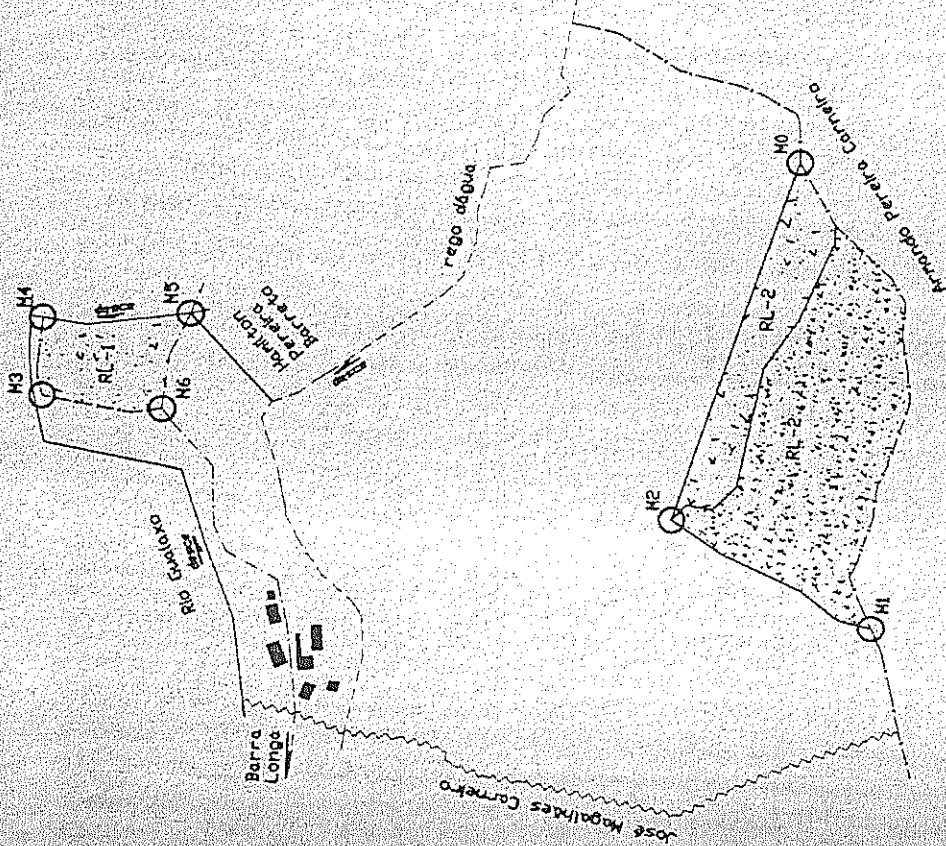 M4
M3
RL-1
M5
M6
Hamilton
Pereira
Barreto
rego dágua
Rio Gualaxo
Barra
Longa
M0
Armando Pereira Carneiro
RL-2
RL-2
M2
M1
José Magalhães Carneiro